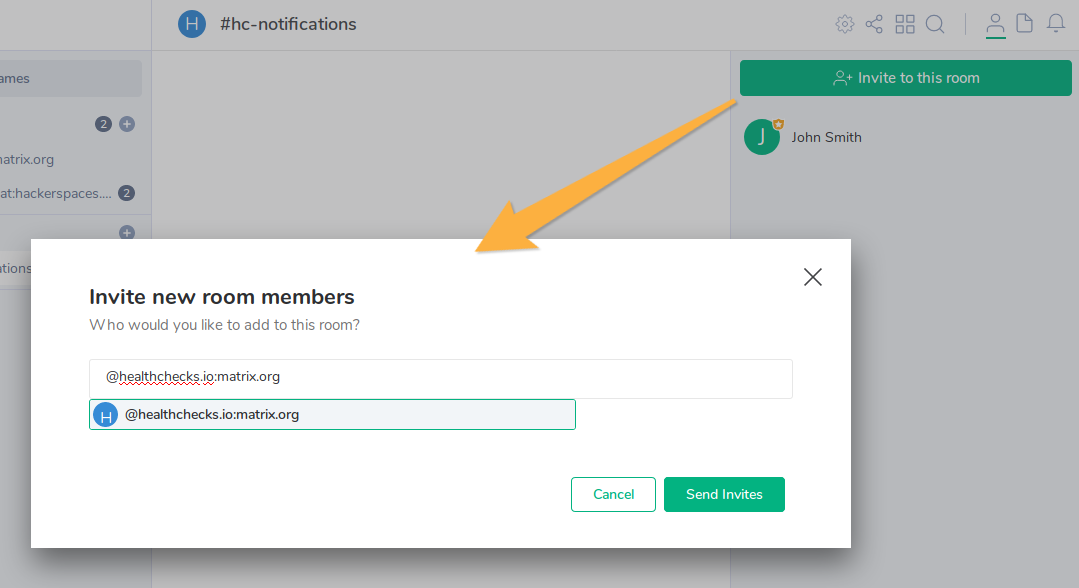 H #hc-notifications
ames
Invite to this room
2
J John Smith
natrix.org
at:hackerspaces.... 2
ations
Invite new room members
Who would you like to add to this room?
@healthchecks.io:matrix.org
H @healthchecks.io:matrix.org
Cancel Send Invites